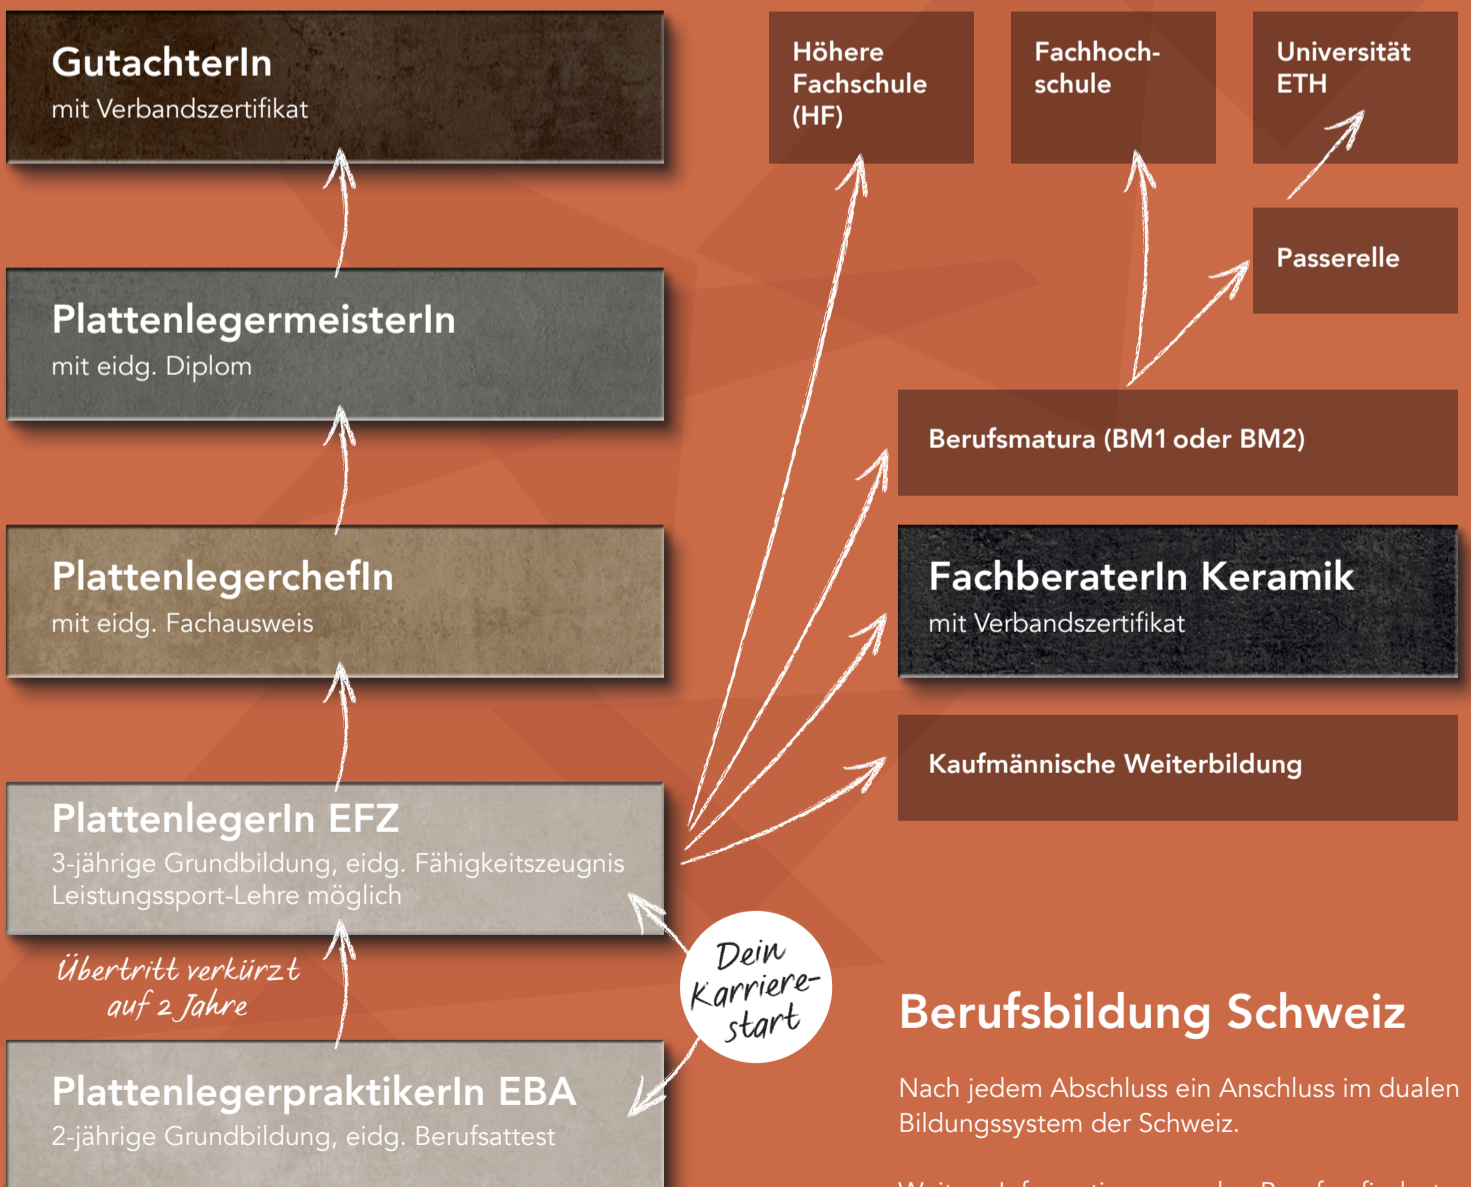 GutachterIn
mit Verbandszertifikat
Höhere
Fachschule
(HF)
Fachhoch-
schule
Universität
ETH
Passerelle
PlattenlegermeisterIn
mit eidg. Diplom
Berufsmatura (BM1 oder BM2)
PlattenlegerchefIn
mit eidg. Fachausweis
FachberaterIn Keramik
mit Verbandszertifikat
Kaufmännische Weiterbildung
PlattenlegerIn EFZ
3-jährige Grundbildung, eidg. Fähigkeitszeugnis
Leistungssport-Lehre möglich
Übertritt verkürzt
auf 2 Jahre
Dein
Karriere-
start
PlattenlegerpraktikerIn EBA
2-jährige Grundbildung, eidg. Berufsattest
Berufsbildung Schweiz
Nach jedem Abschluss ein Anschluss im dualen
Bildungssystem der Schweiz.